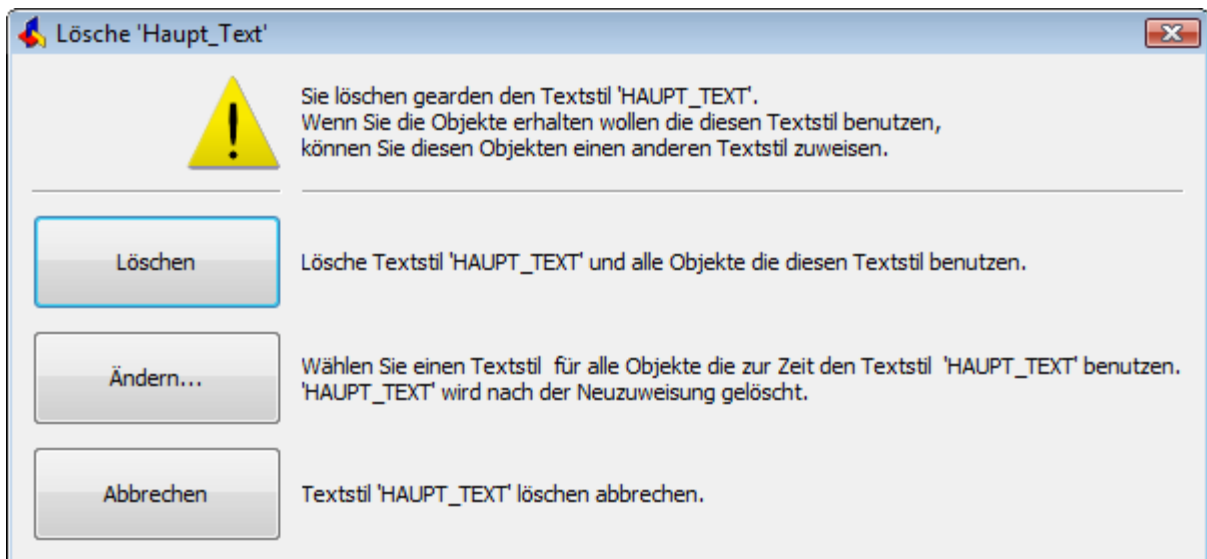 Lösche 'Haupt_Text'
Sie löschen gearden den Textstil 'HAUPT_TEXT'.
Wenn Sie die Objekte erhalten wollen die diesen Textstil benutzen,
können Sie diesen Objekten einen anderen Textstil zuweisen.
Löschen
Lösche Textstil 'HAUPT_TEXT' und alle Objekte die diesen Textstil benutzen.
Ändern...
Wählen Sie einen Textstil  für alle Objekte die zur Zeit den Textstil  'HAUPT_TEXT' benutzen.
'HAUPT_TEXT' wird nach der Neuzuweisung gelöscht.
Abbrechen
Textstil 'HAUPT_TEXT' löschen abbrechen.